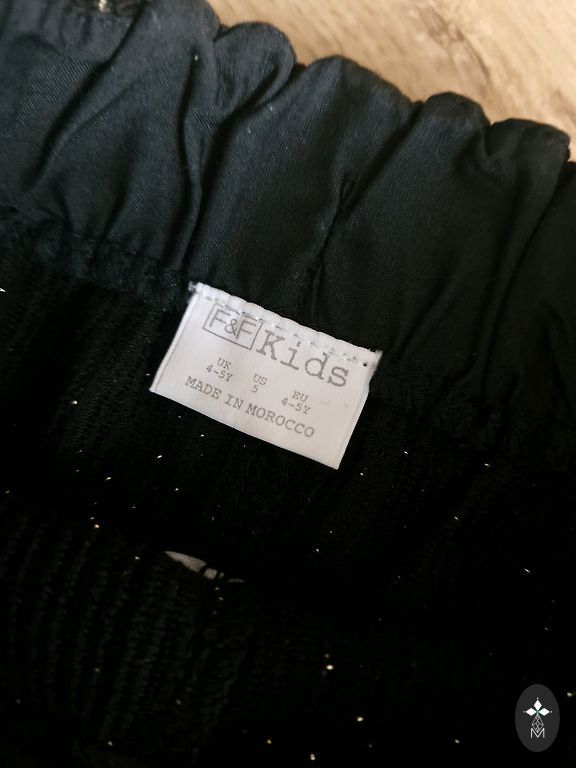 F&F Kids
UK US EU
4-5Y 5 4-5Y
MADE IN MOROCCO
M